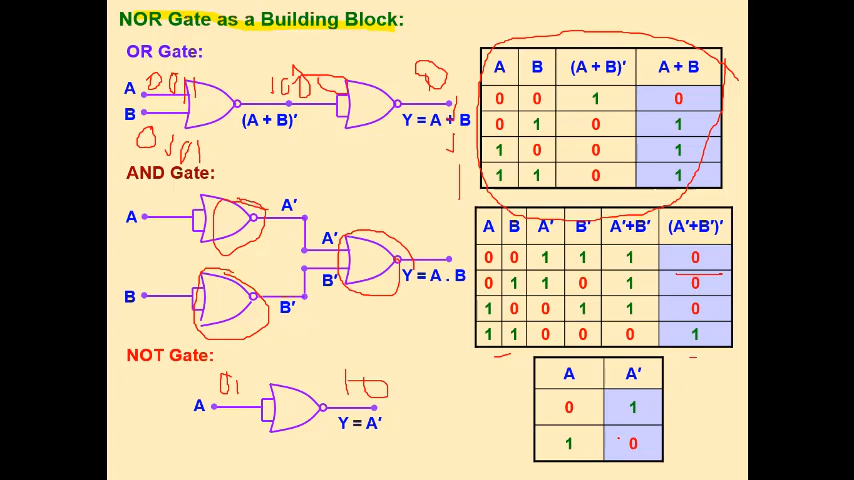 NOR Gate as a Building Block:
OR Gate:
A
B
(A + B)′
Y = A + B
A B (A + B)′ A + B
0 0 1 0
0 1 0 1
1 0 0 1
1 1 0 1
AND Gate:
A
A′
A′
B′
Y = A . B
B
B′
A B A′ B′ A′+B′ (A′+B′)′
0 0 1 1 1 0
0 1 1 0 1 0
1 0 0 1 1 0
1 1 0 0 0 1
NOT Gate:
01
10
A
Y = A′
A A′
0 1
1 0